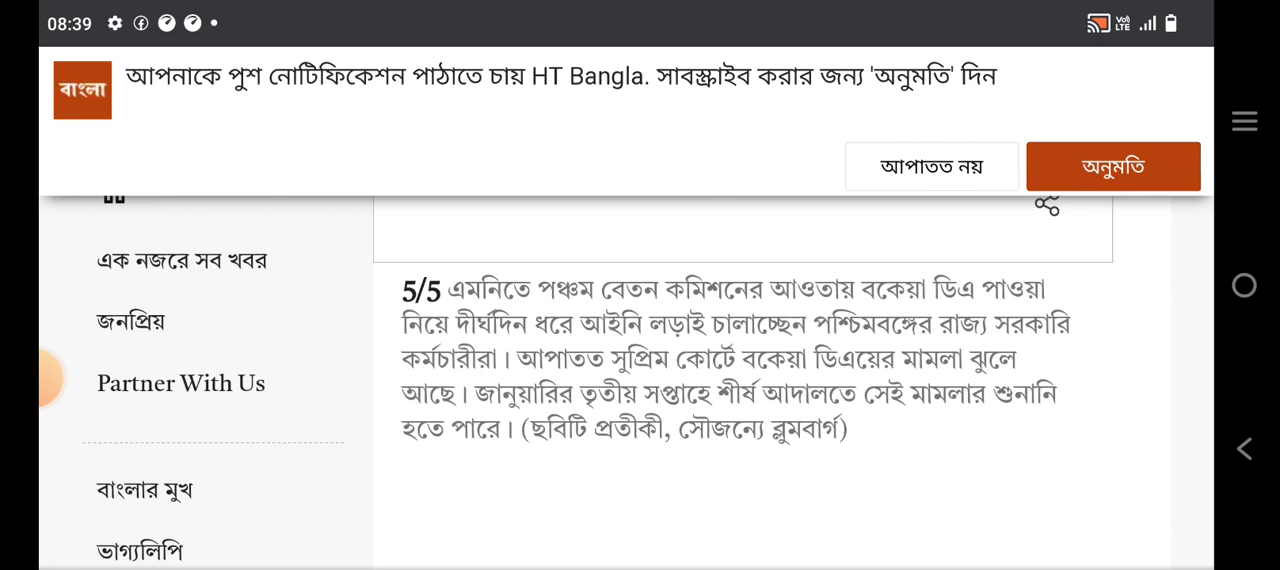 08:39
VoI) LTE
বাংলা
আপনাকে পুশ নোটিফিকেশন পাঠাতে চায় HT Bangla. সাবস্ক্রাইব করার জন্য 'অনুমতি' দিন
আপাতত নয়
অনুমতি
এক নজরে সব খবর
জনপ্রিয়
Partner With Us
বাংলার মুখ
ভাগ্যলিপি
5/5 এমনিতে পঞ্চম বেতন কমিশনের আওতায় বকেয়া ডিএ পাওয়া
নিয়ে দীর্ঘদিন ধরে আইনি লড়াই চালাচ্ছেন পশ্চিমবঙ্গের রাজ্য সরকারি
কর্মচারীরা। আপাতত সুপ্রিম কোর্টে বকেয়া ডিএয়ের মামলা ঝুলে
আছে। জানুয়ারির তৃতীয় সপ্তাহে শীর্ষ আদালতে সেই মামলার শুনানি
হতে পারে। (ছবিটি প্রতীকী, সৌজন্যে ব্লুমবার্গ)